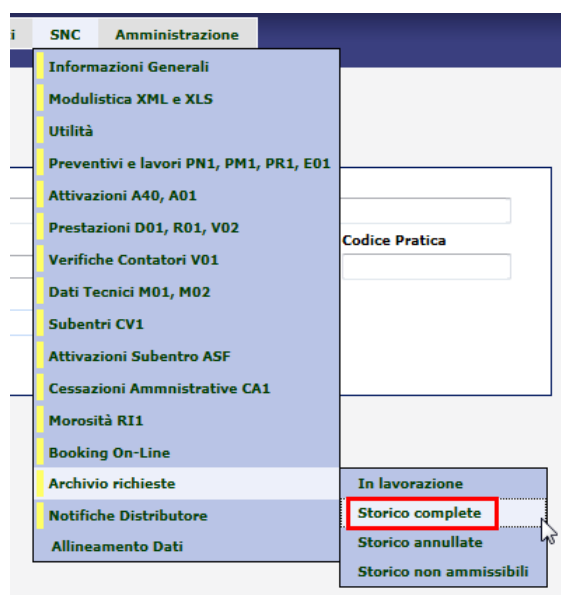 i SNC Amministrazione
Informazioni Generali
Modulistica XML e XLS
Utilità
Preventivi e lavori PN1, PM1, PR1, E01
Attivazioni A40, A01
Prestazioni D01, R01, V02
Codice Pratica
Verifiche Contatori V01
Dati Tecnici M01, M02
Subentri CV1
Attivazioni Subentro ASF
Cessazioni Ammnistrative CA1
Morosità RI1
Booking On-Line
Archivio richieste
Notifiche Distributore
Allineamento Dati
In lavorazione
Storico complete
Storico annullate
Storico non ammissibili